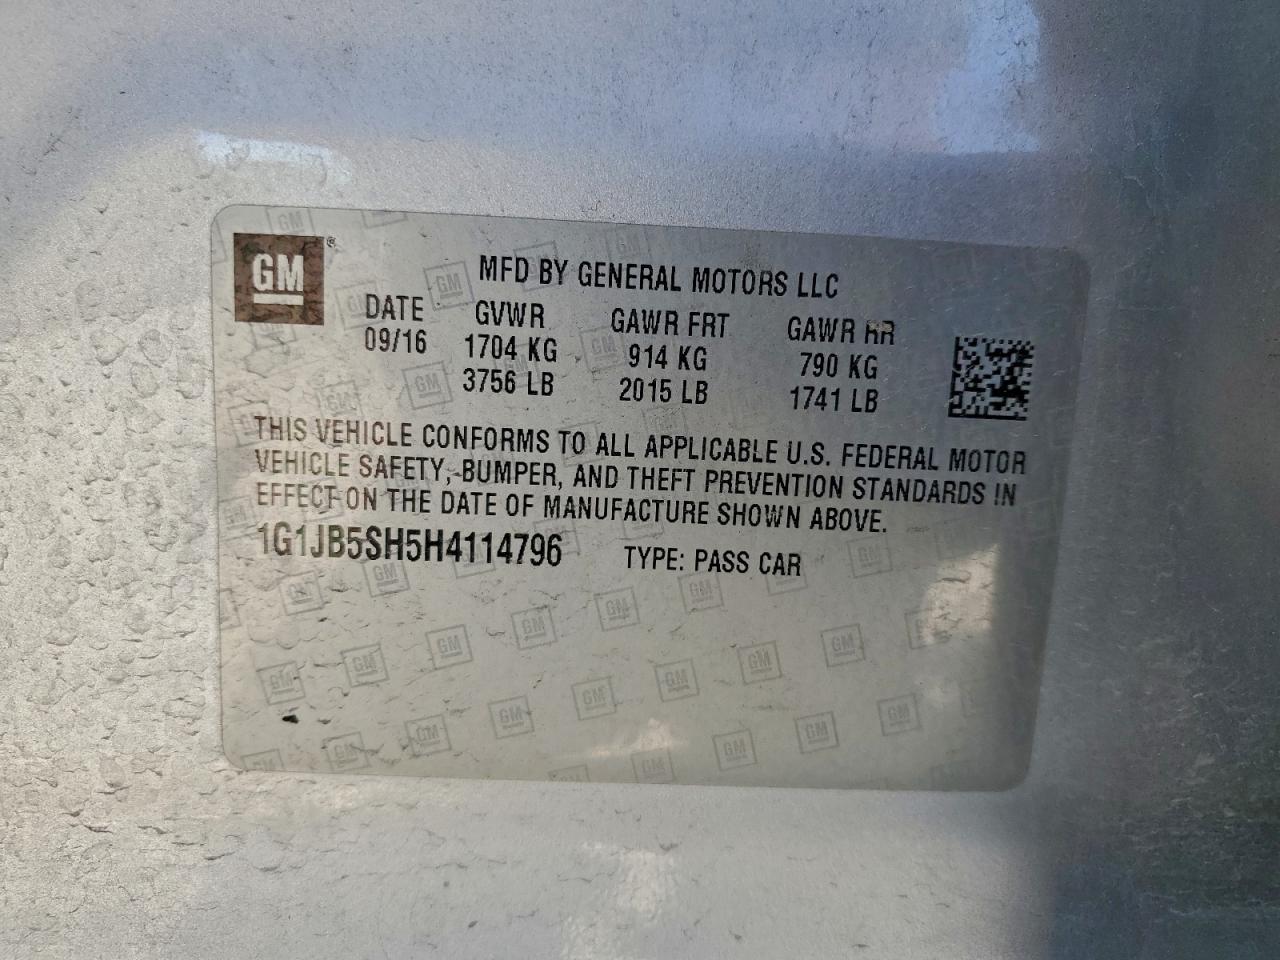 GM®
MFD BY GENERAL MOTORS LLC
DATE GVWR GAWR FRT GAWR RR
09/16 1704 KG 914 KG 790 KG
3756 LB 2015 LB 1741 LB
THIS VEHICLE CONFORMS TO ALL APPLICABLE U.S. FEDERAL MOTOR
VEHICLE SAFETY, BUMPER, AND THEFT PREVENTION STANDARDS IN
EFFECT ON THE DATE OF MANUFACTURE SHOWN ABOVE.
1G1JB5SH5H4114796 TYPE: PASS CAR